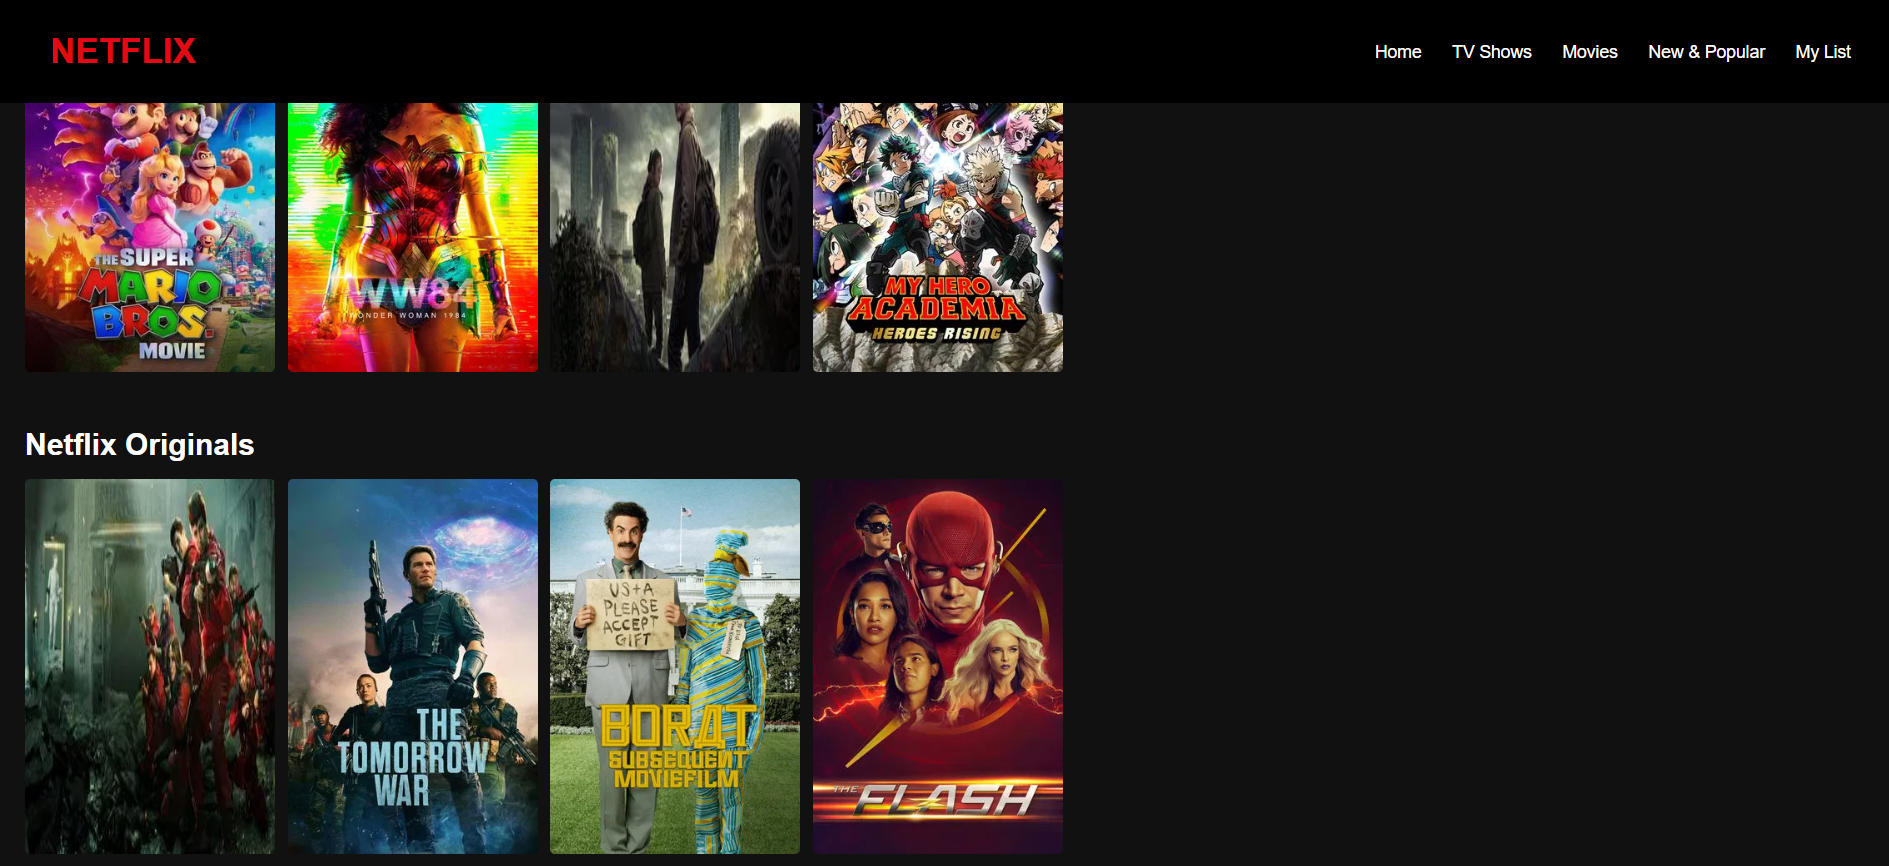 NETFLIX
Home TV Shows Movies New & Popular My List
THE SUPER
MARIO
BROS.
MOVIE
WW84
WONDER WOMAN 1984
MY HERO
ACADEMIA
HEROES RISING
Netflix Originals
THE
TOMORROW
WAR
US+A
PLEASE
ACCEPT
GIFT
BORAT
SUBSEQUENT
MOVIEFILM
THE FLASH